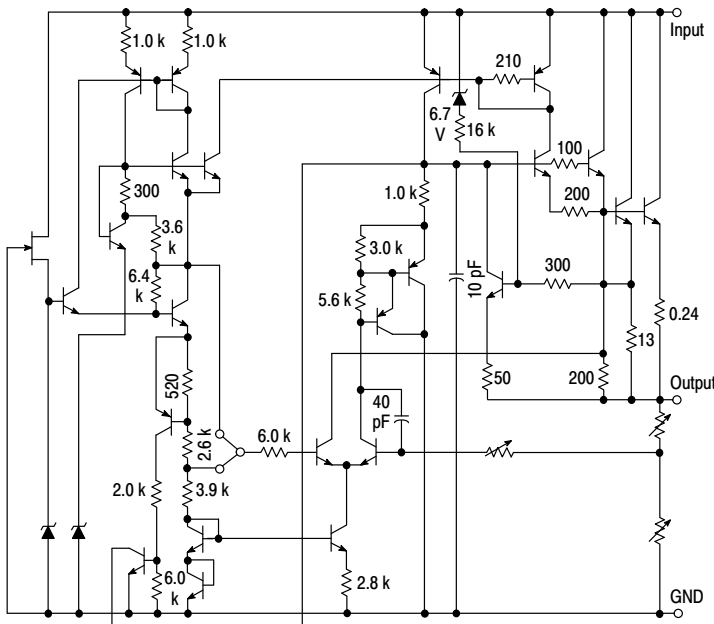 1.0 k
1.0 k
Input
210
6.7
V
16 k
100
300
1.0 k
200
3.6
k
3.0 k
10 pF
300
6.4
k
5.6 k
0.24
13
520
50
200
Output
40
pF
2.6 k
6.0 k
2.0 k
3.9 k
6.0
k
2.8 k
GND